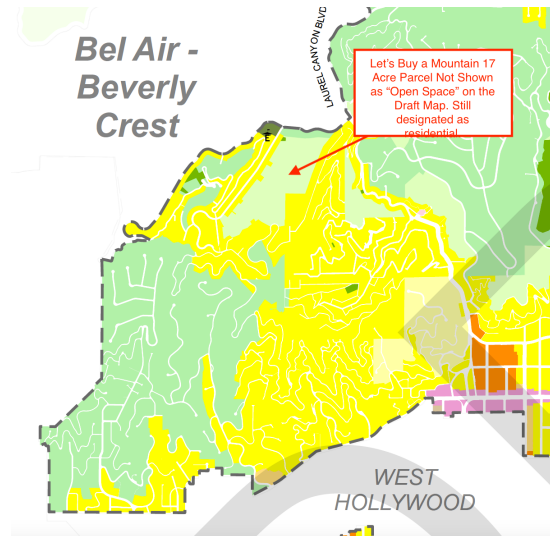 Bel Air -
Beverly
Crest
LAUREL CANYON BLVD
Let's Buy a Mountain 17
Acre Parcel Not Shown
as “Open Space” on the
Draft Map. Still
designated as
residential
WEST
HOLLYWOOD